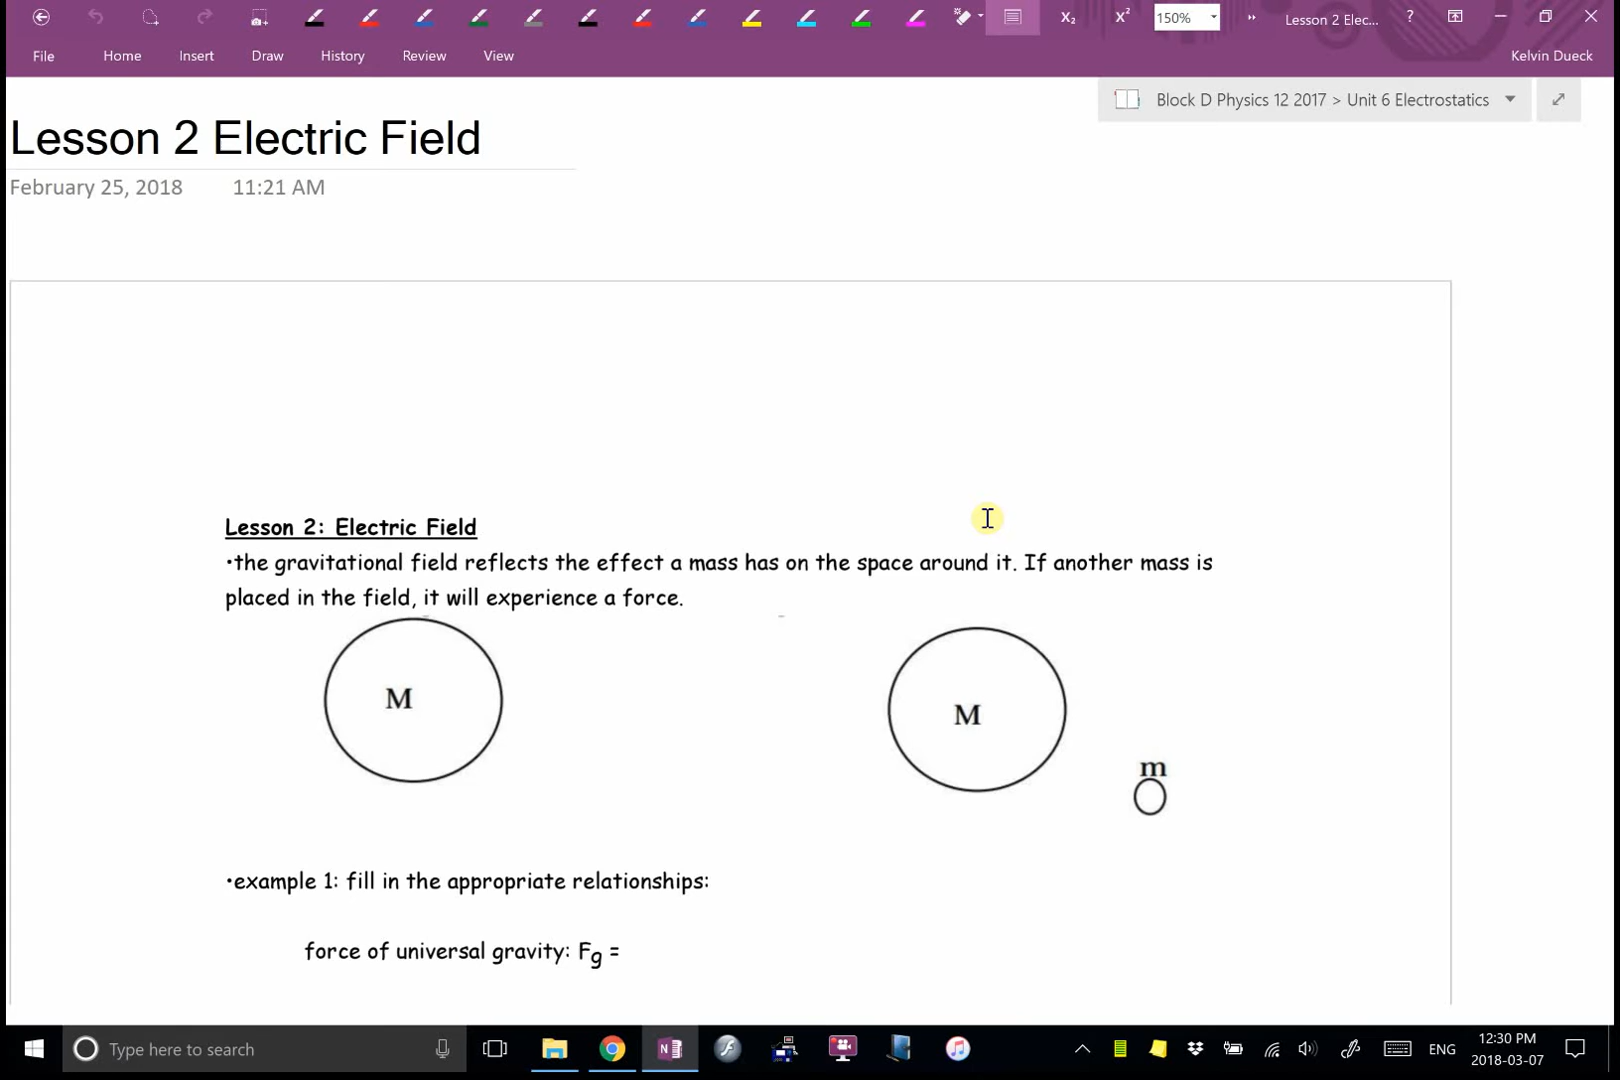 X₂ X² 150% Lesson 2 Elec... ?
File Home Insert Draw History Review View Kelvin Dueck
Block D Physics 12 2017 > Unit 6 Electrostatics
Lesson 2 Electric Field
February 25, 2018 11:21 AM
Lesson 2: Electric Field
•the gravitational field reflects the effect a mass has on the space around it. If another mass is
placed in the field, it will experience a force.
M M
m
•example 1: fill in the appropriate relationships:
force of universal gravity: Fg =
Type here to search
ENG
12:30 PM
2018-03-07